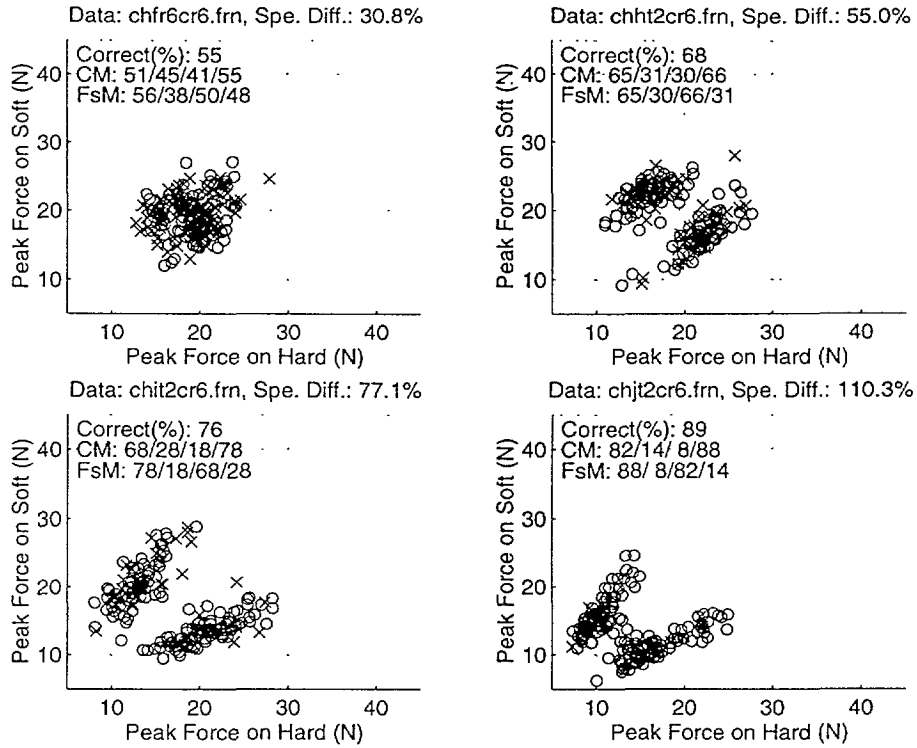 Data: chfr6cr6.frn, Spe. Diff.: 30.8%
Correct(%): 55
CM: 51/45/41/55
FsM: 56/38/50/48
Peak Force on Soft (N)
40
30
20
10
10 20 30 40
Peak Force on Hard (N)
Data: chht2cr6.frn, Spe. Diff.: 55.0%
Correct(%): 68
CM: 65/31/30/66
FsM: 65/30/66/31
Peak Force on Soft (N)
40
30
20
10
10 20 30 40
Peak Force on Hard (N)
Data: chit2cr6.frn, Spe. Diff.: 77.1%
Correct(%): 76
CM: 68/28/18/78
FsM: 78/18/68/28
Peak Force on Soft (N)
40
30
20
10
10 20 30 40
Peak Force on Hard (N)
Data: chjt2cr6.frn, Spe. Diff.: 110.3%
Correct(%): 89
CM: 82/14/ 8/88
FsM: 88/ 8/82/14
Peak Force on Soft (N)
40
30
20
10
10 20 30 40
Peak Force on Hard (N)